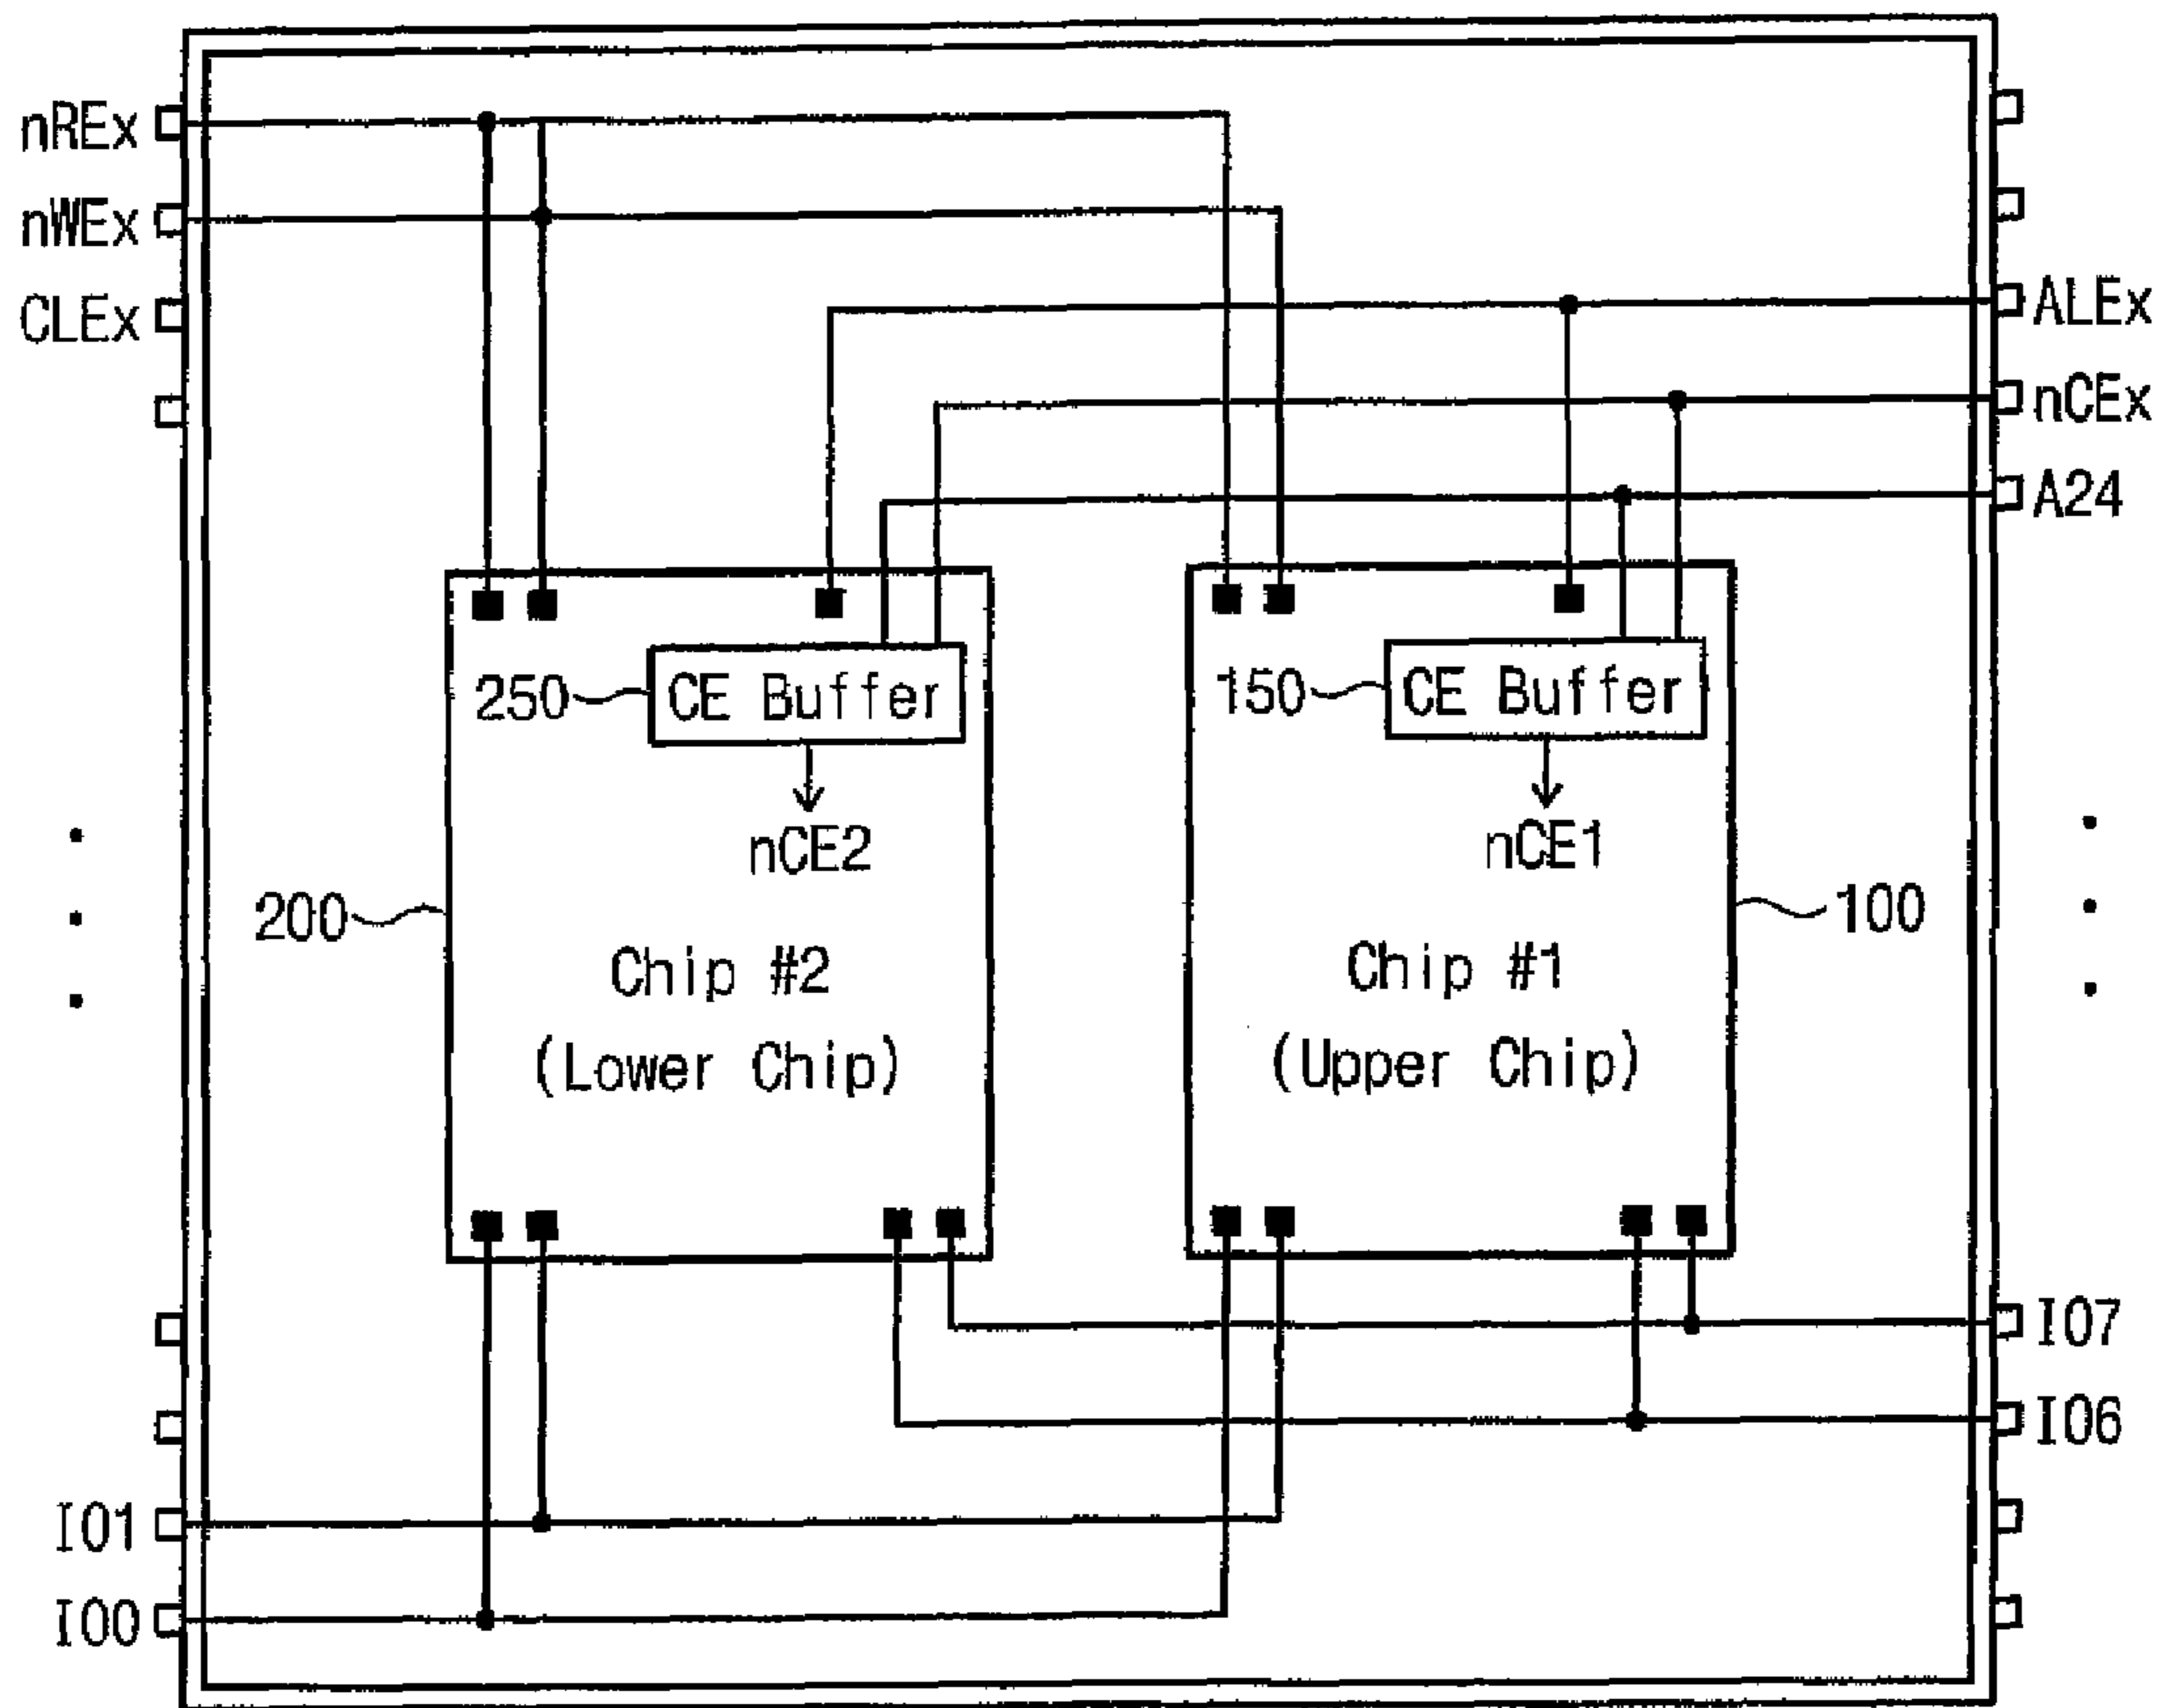 nREx
nWEx
CLEx
ALEx
nCEx
A24
250
CE Buffer
nCE2
150
CE Buffer
nCE1
200
100
Chip #2
(Lower Chip)
Chip #1
(Upper Chip)
IO7
IO6
IO1
IO0